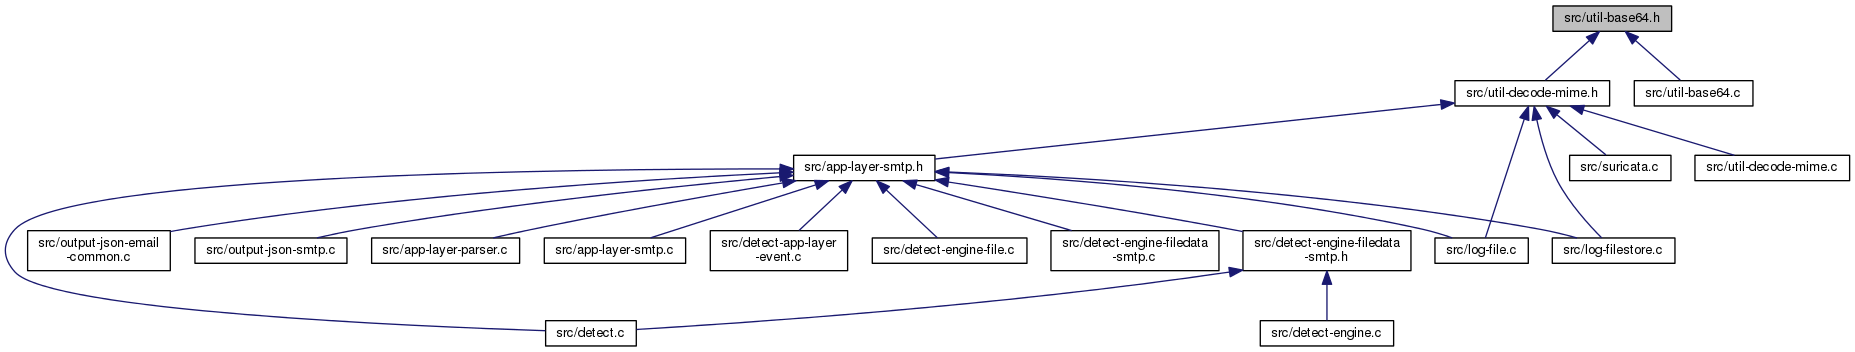 src/util-base64.h
src/util-decode-mime.h
src/util-base64.c
src/app-layer-smtp.h
src/suricata.c
src/util-decode-mime.c
src/output-json-email
-common.c
src/output-json-smtp.c
src/app-layer-parser.c
src/app-layer-smtp.c
src/detect-app-layer
-event.c
src/detect-engine-file.c
src/detect-engine-filedata
-smtp.c
src/detect-engine-filedata
-smtp.h
src/log-file.c
src/log-filestore.c
src/detect.c
src/detect-engine.c